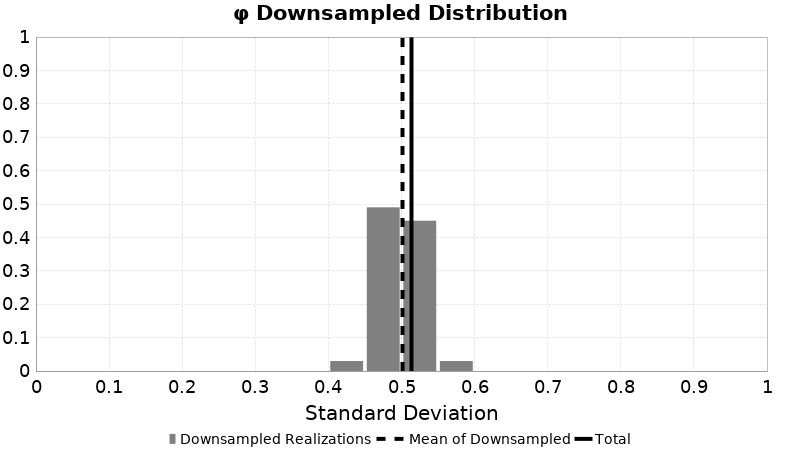 φ Downsampled Distribution
1
0.9
0.8
0.7
0.6
0.5
0.4
0.3
0.2
0.1
0
0 0.1 0.2 0.3 0.4 0.5 0.6 0.7 0.8 0.9 1
Standard Deviation
Downsampled Realizations Mean of Downsampled Total